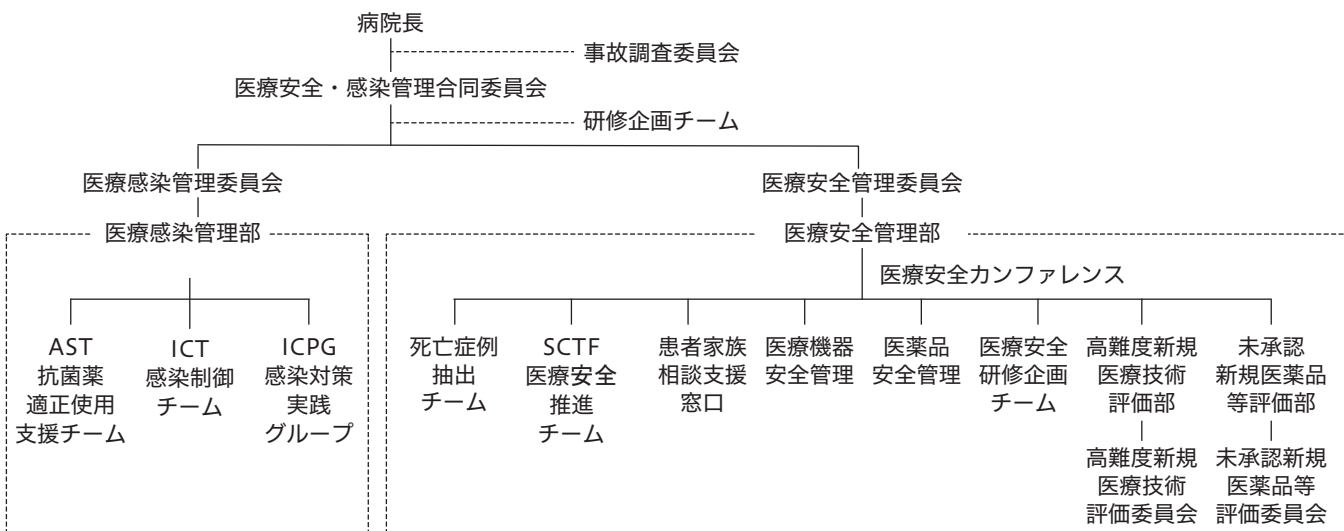 病院長
事故調査委員会
医療安全・感染管理合同委員会
研修企画チーム
医療感染管理委員会
医療安全管理委員会
医療感染管理部
医療安全管理部
医療安全カンファレンス
AST
抗菌薬
適正使用
支援チーム
ICT
感染制御
チーム
ICPG
感染対策
実践
グループ
死亡症例
抽出
チーム
SCTF
医療安全
推進
チーム
患者家族
相談支援
窓口
医療機器
安全管理
医薬品
安全管理
医療安全
研修企画
チーム
高難度新規
医療技術
評価部
高難度新規
医療技術
評価委員会
未承認
新規医薬品
等評価部
未承認新規
医薬品等
評価委員会